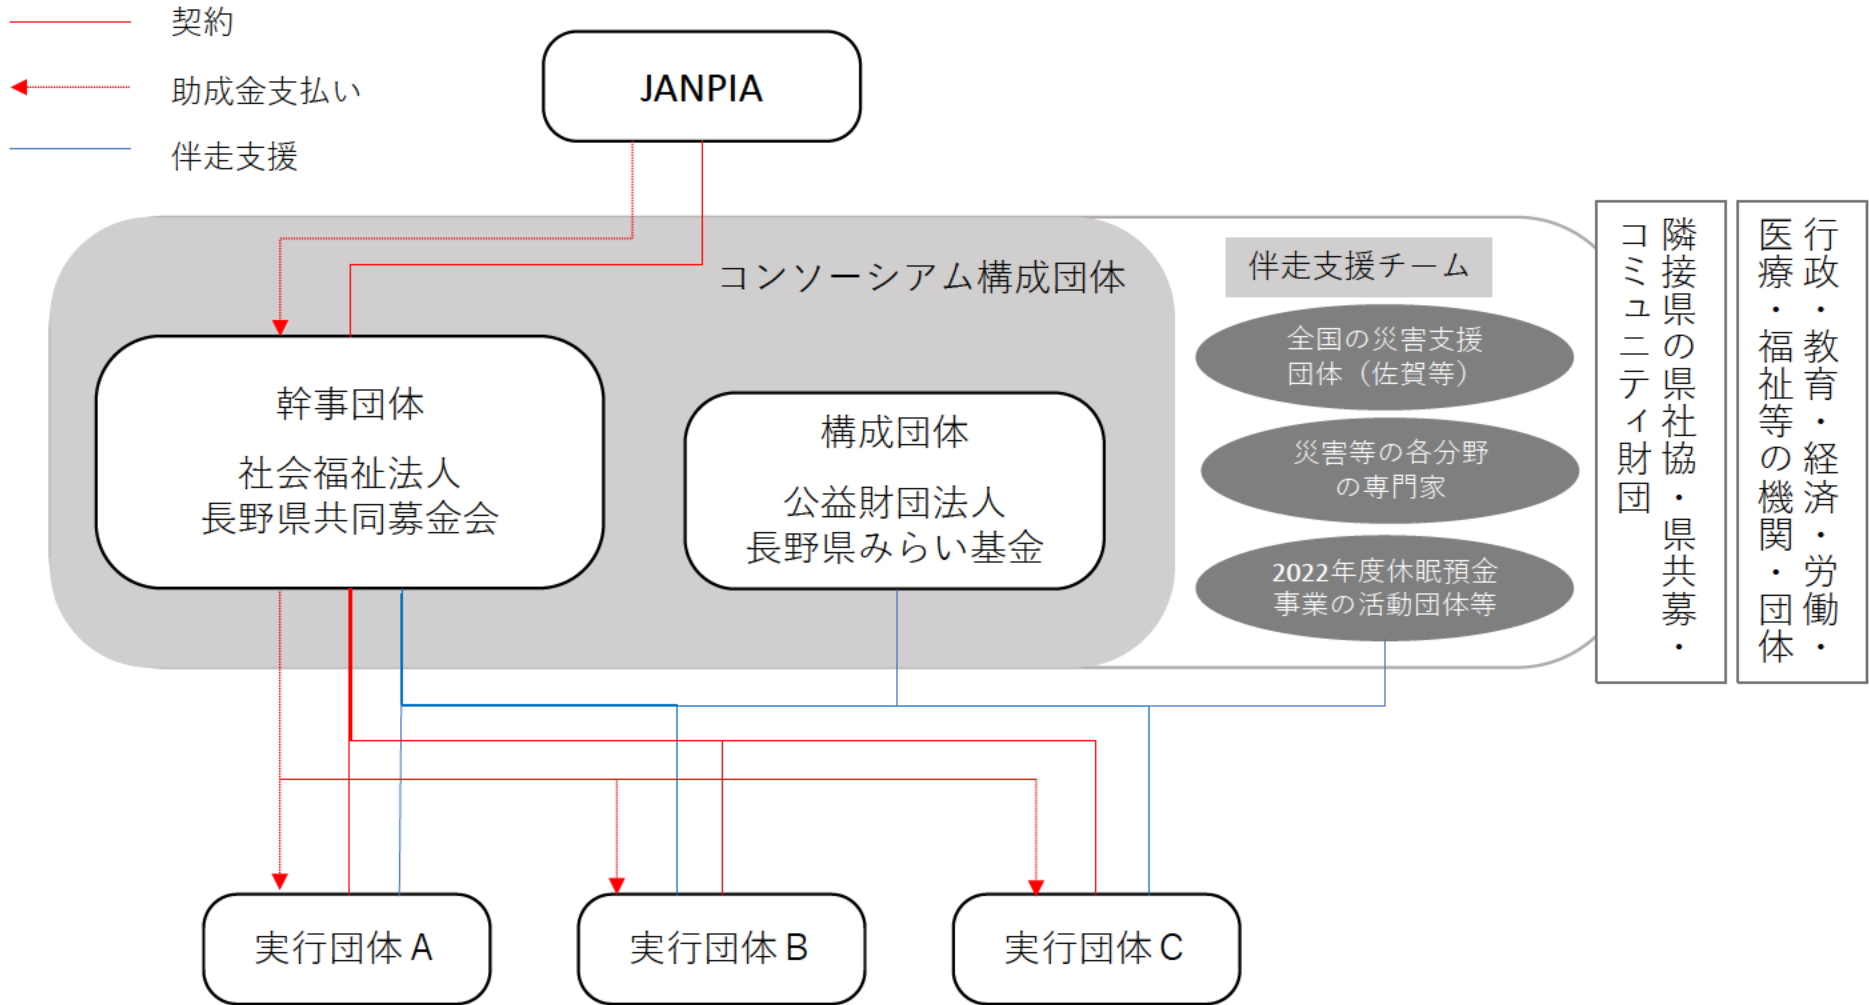 契約
助成金支払い
伴走支援
JANPIA
コンソーシアム構成団体
幹事団体
社会福祉法人
長野県共同募金会
構成団体
公益財団法人
長野県みらい基金
伴走支援チーム
全国の災害支援
団体（佐賀等）
災害等の各分野
の専門家
2022年度休眠預金
事業の活動団体等
隣接県の県社協・県共募・
コミュニティ財団
行政・教育・経済・労働・
医療・福祉等の機関・団体
実行団体A
実行団体B
実行団体C